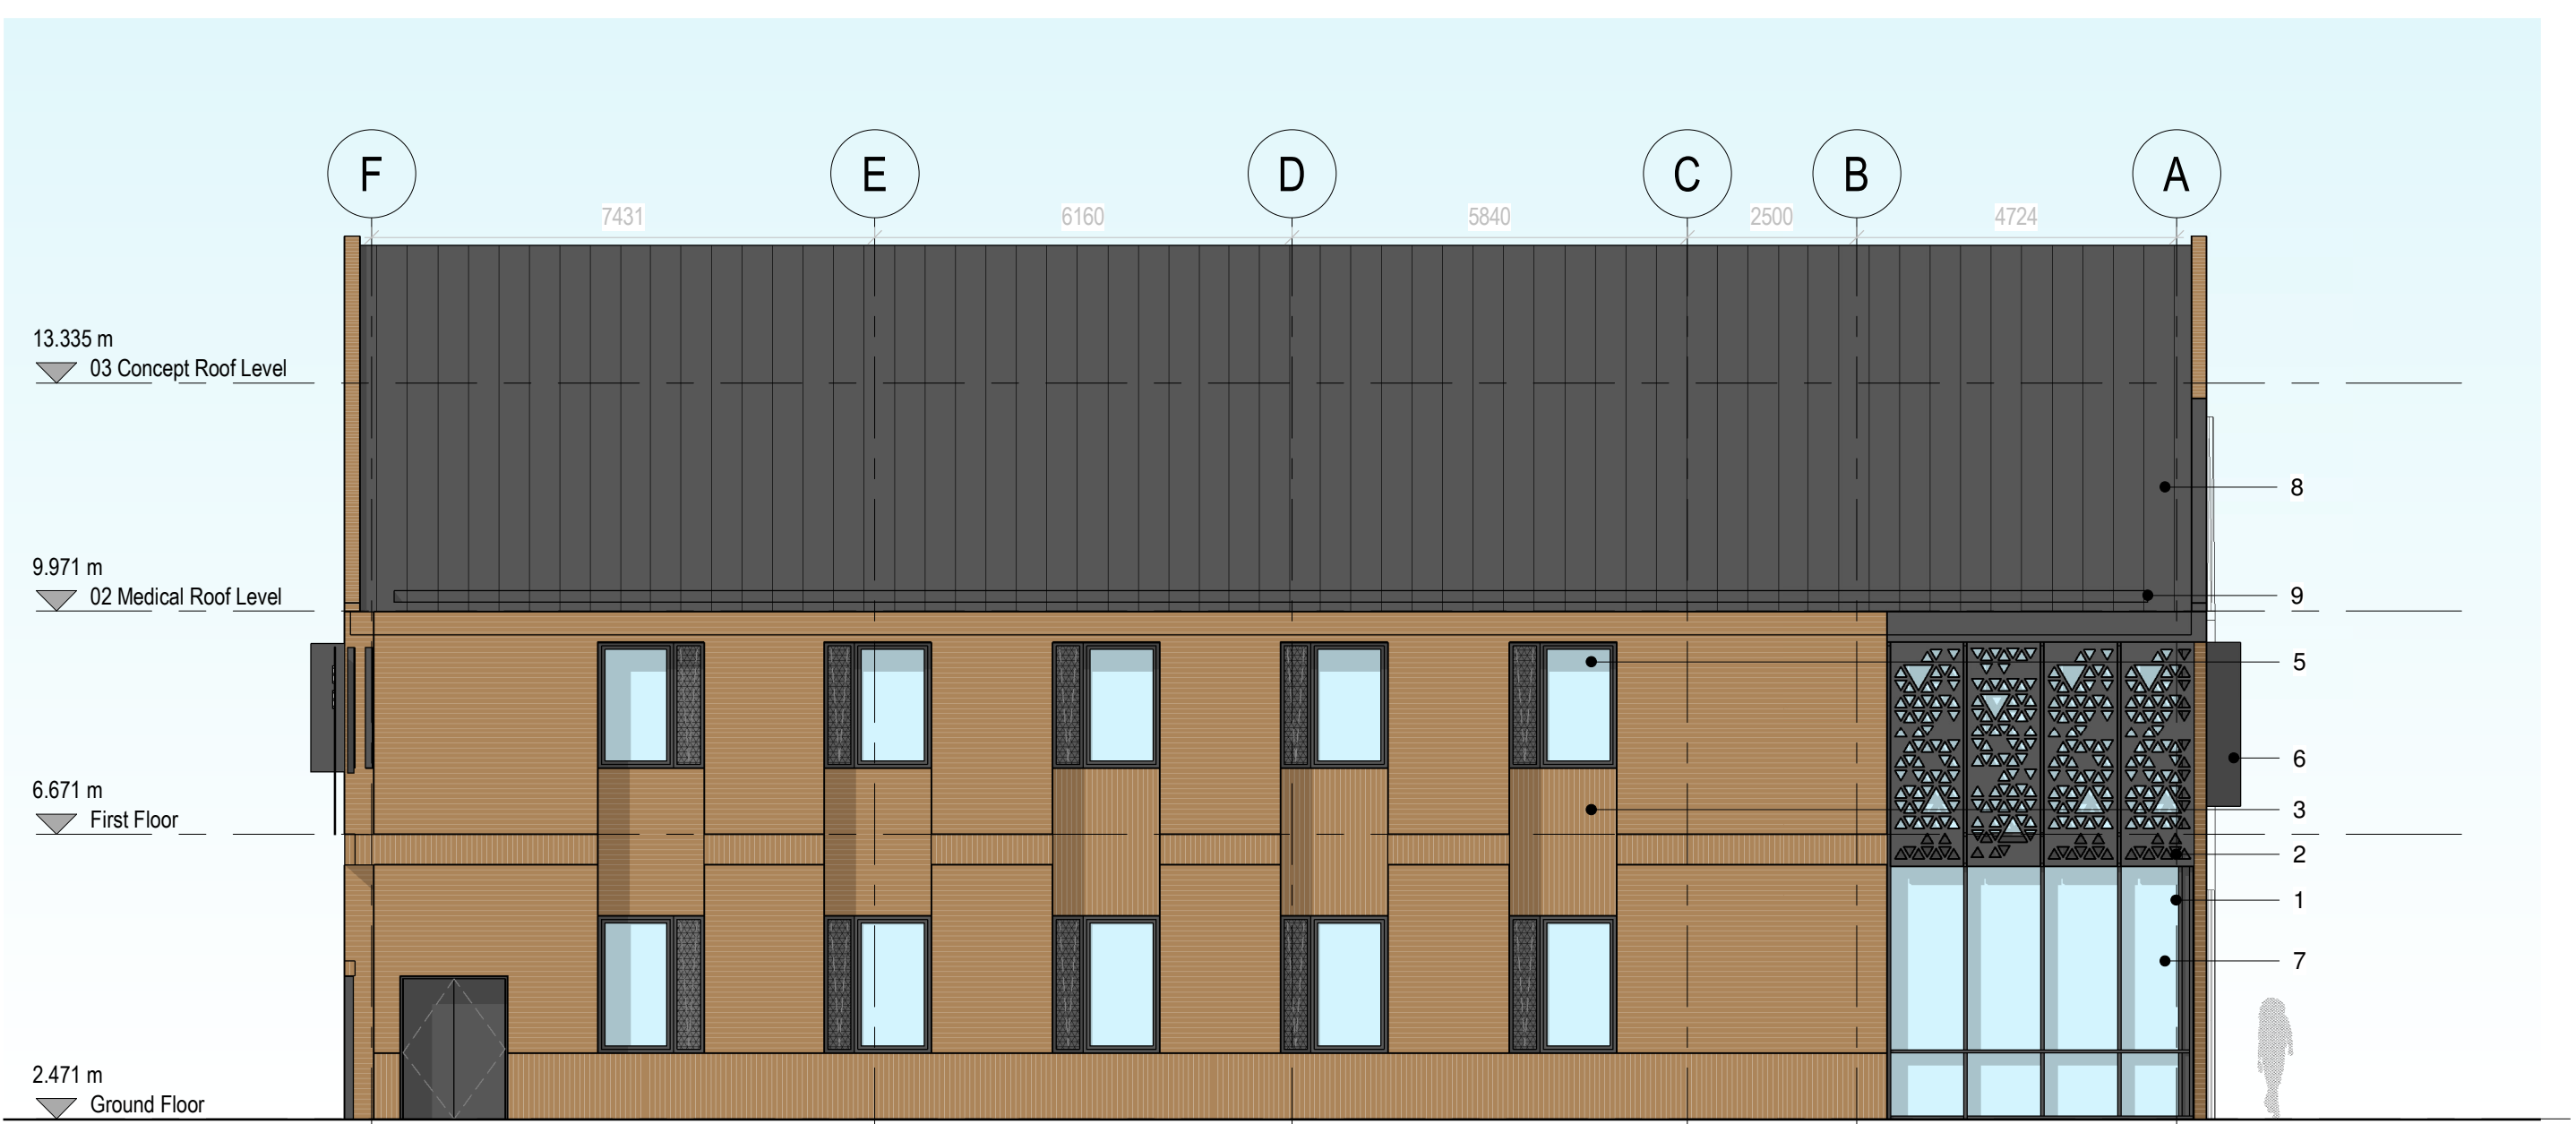 F E D C B A
7431 6160 5840 2500 4724
13.335 m
03 Concept Roof Level
8
9.971 m
02 Medical Roof Level
9
5
6
6.671 m
First Floor
3
2
1
7
2.471 m
Ground Floor